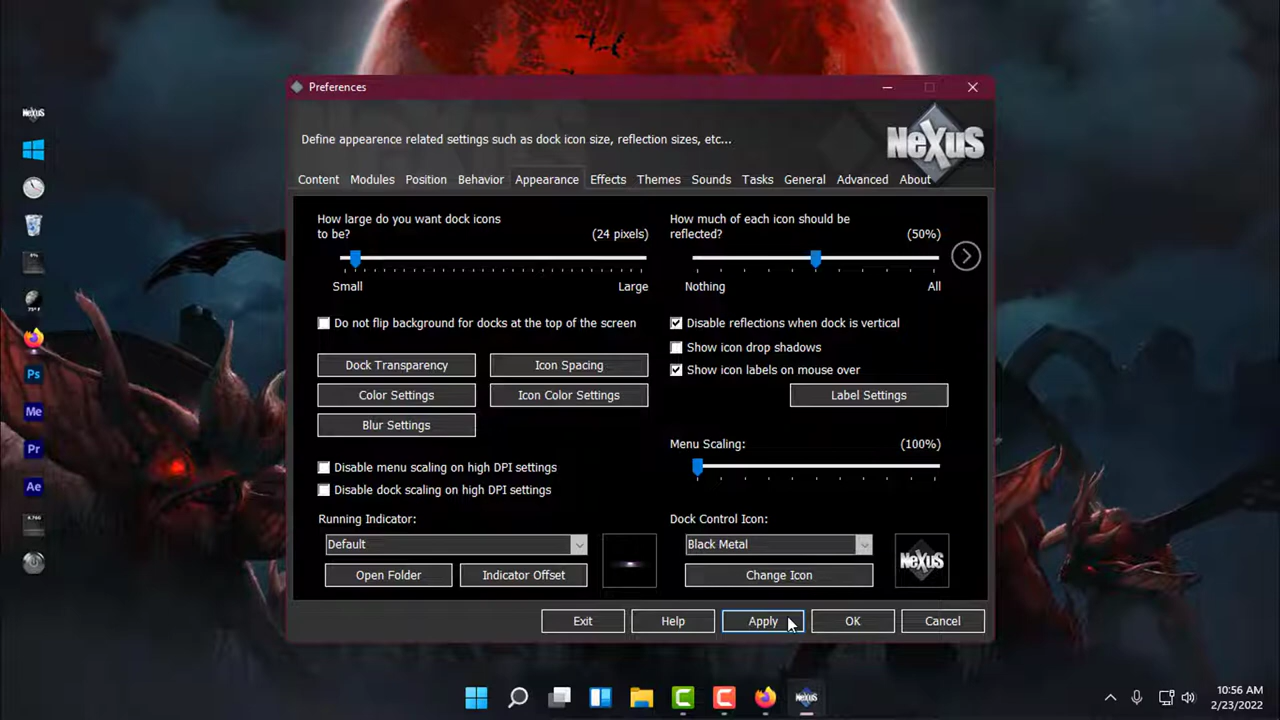 NeXuS
Preferences
Define appearence related settings such as dock icon size, reflection sizes, etc...
NeXuS
Content
Modules
Position
Behavior
Appearance
Effects
Themes
Sounds
Tasks
General
Advanced
About
How large do you want dock icons
to be?
(24 pixels)
Small
Large
How much of each icon should be
reflected?
(50%)
Nothing
All
Do not flip background for docks at the top of the screen
Dock Transparency
Icon Spacing
Color Settings
Icon Color Settings
Blur Settings
Disable reflections when dock is vertical
Show icon drop shadows
Show icon labels on mouse over
Label Settings
Menu Scaling:
(100%)
Disable menu scaling on high DPI settings
Disable dock scaling on high DPI settings
Running Indicator:
Default
Open Folder
Indicator Offset
Dock Control Icon:
Black Metal
NeXuS
Change Icon
Exit
Help
Apply
OK
Cancel
Ps
Me
Pr
Ae
NeXuS
10:56 AM
2/23/2022